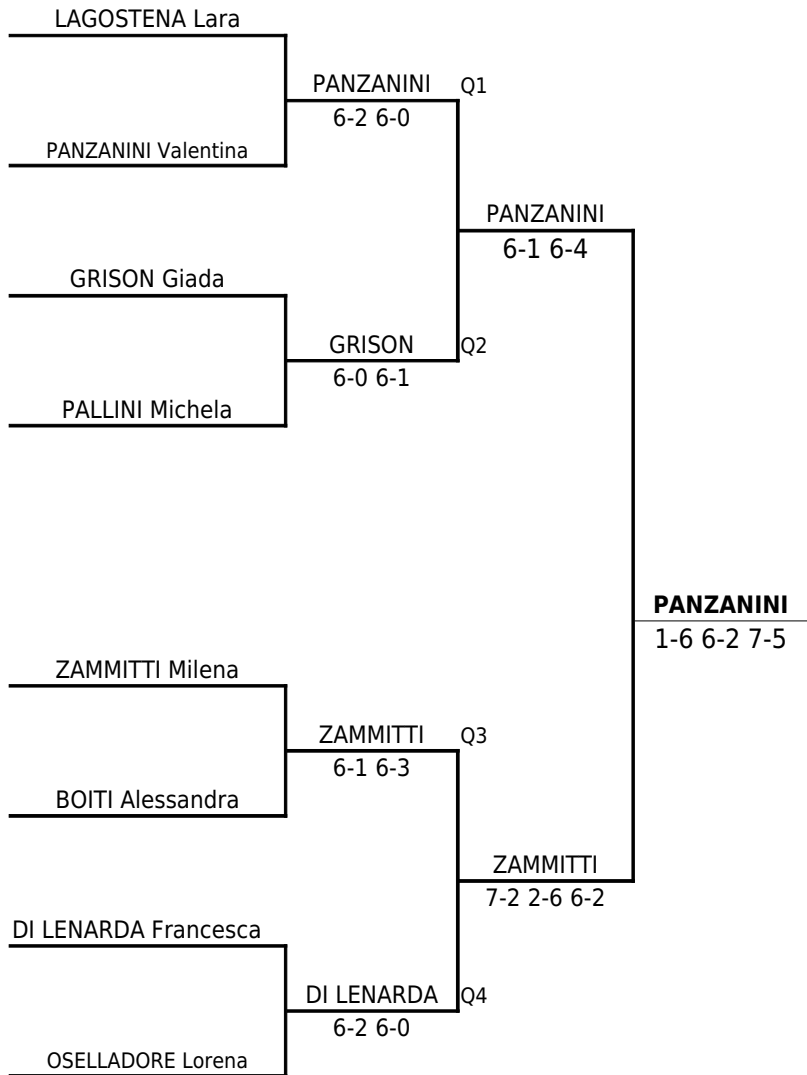 LAGOSTENA Lara
PANZANINI Q1
6-2 6-0
PANZANINI Valentina
PANZANINI
6-1 6-4
GRISON Giada
GRISON Q2
6-0 6-1
PALLINI Michela
PANZANINI
1-6 6-2 7-5
ZAMMITTI Milena
ZAMMITTI Q3
6-1 6-3
BOITI Alessandra
ZAMMITTI
7-2 2-6 6-2
DI LENARDA Francesca
DI LENARDA Q4
6-2 6-0
OSELLADORE Lorena